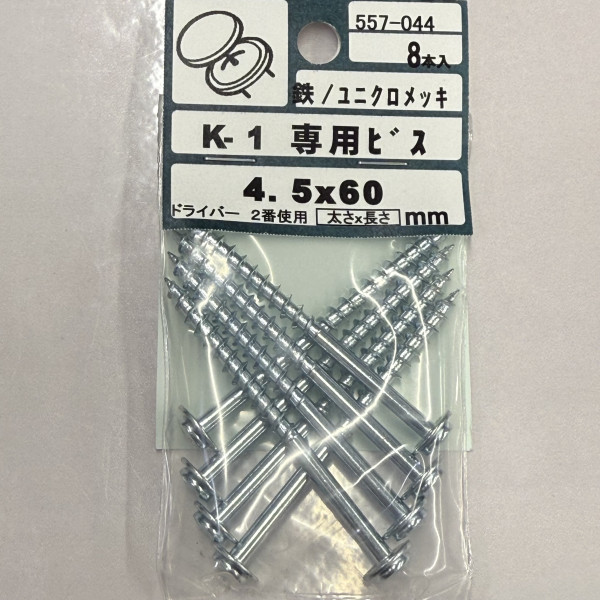 557-044
8本入
鉄/ユニクロメッキ
K-1 専用ビス
4.5x60
ドライバー 2番使用 太さx長さ mm